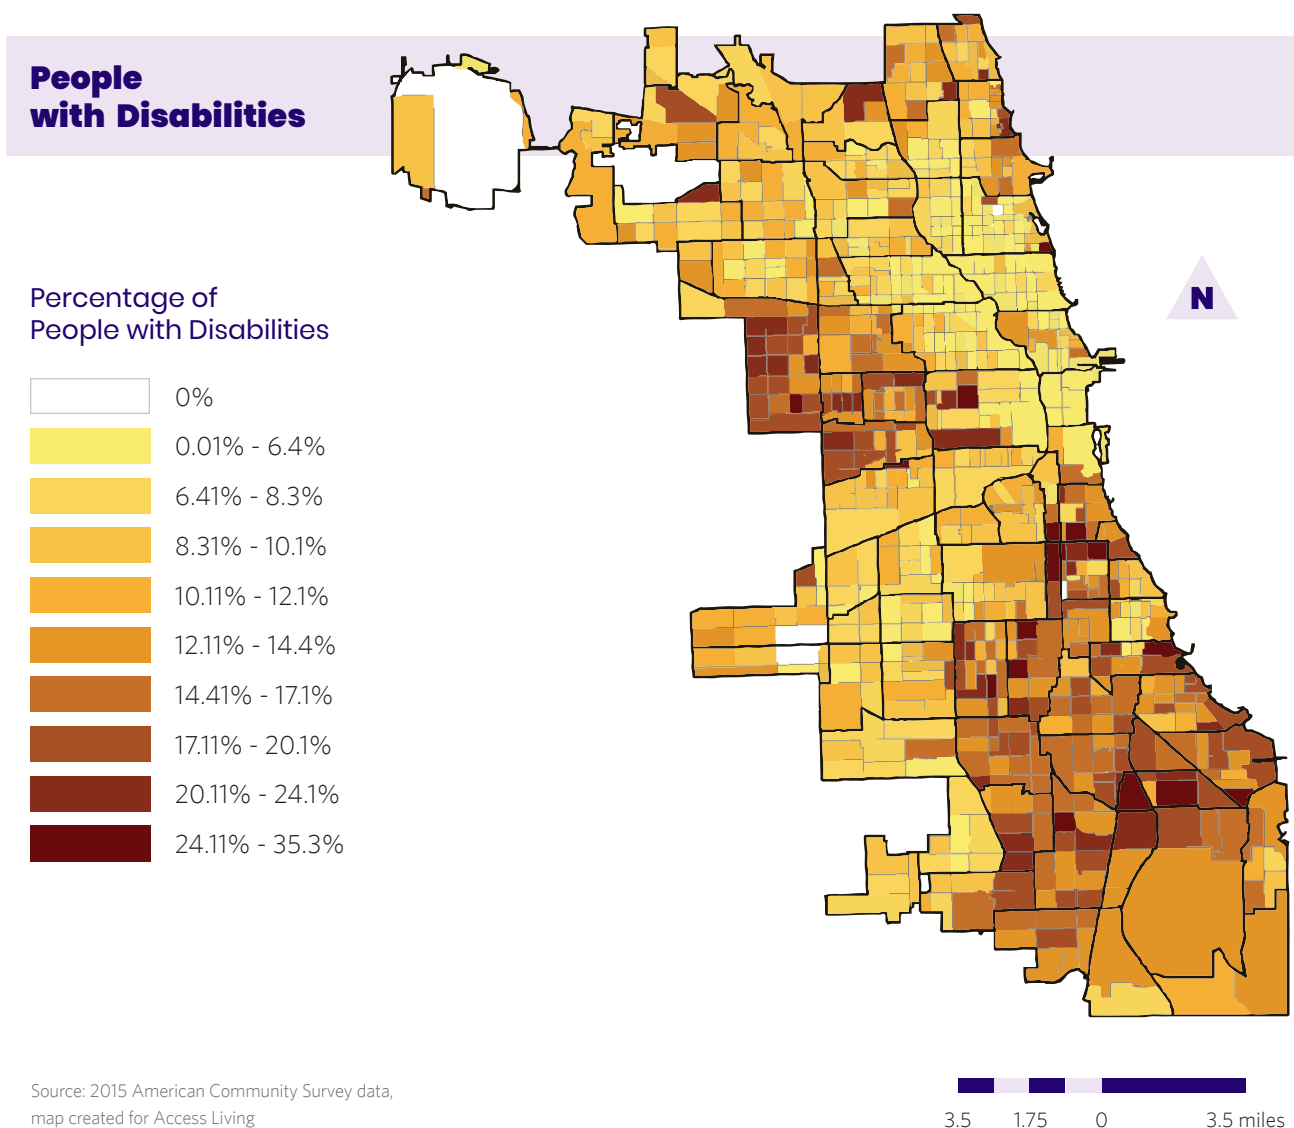 People
with Disabilities
N
Percentage of
People with Disabilities
0%
0.01% - 6.4%
6.41% - 8.3%
8.31% - 10.1%
10.11% - 12.1%
12.11% - 14.4%
14.41% - 17.1%
17.11% - 20.1%
20.11% - 24.1%
24.11% - 35.3%
Source: 2015 American Community Survey data,
map created for Access Living
3.5 1.75 0 3.5 miles